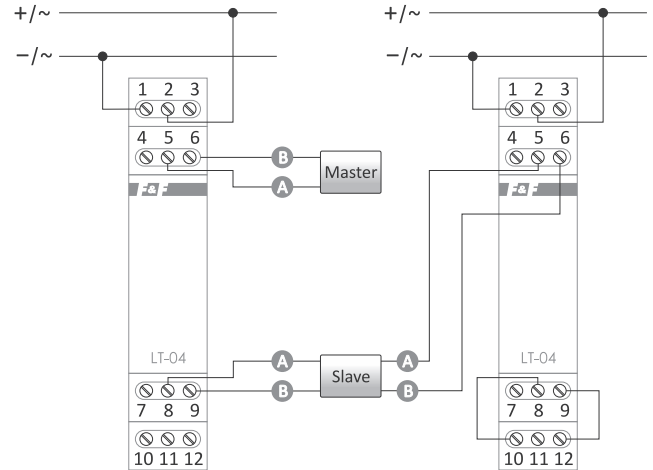 +/~
−/~
1 2 3
4 5 6
F&F
LT-04
7 8 9
10 11 12
B
A
Master
A
B
Slave
A
B
+/~
−/~
1 2 3
4 5 6
F&F
LT-04
7 8 9
10 11 12